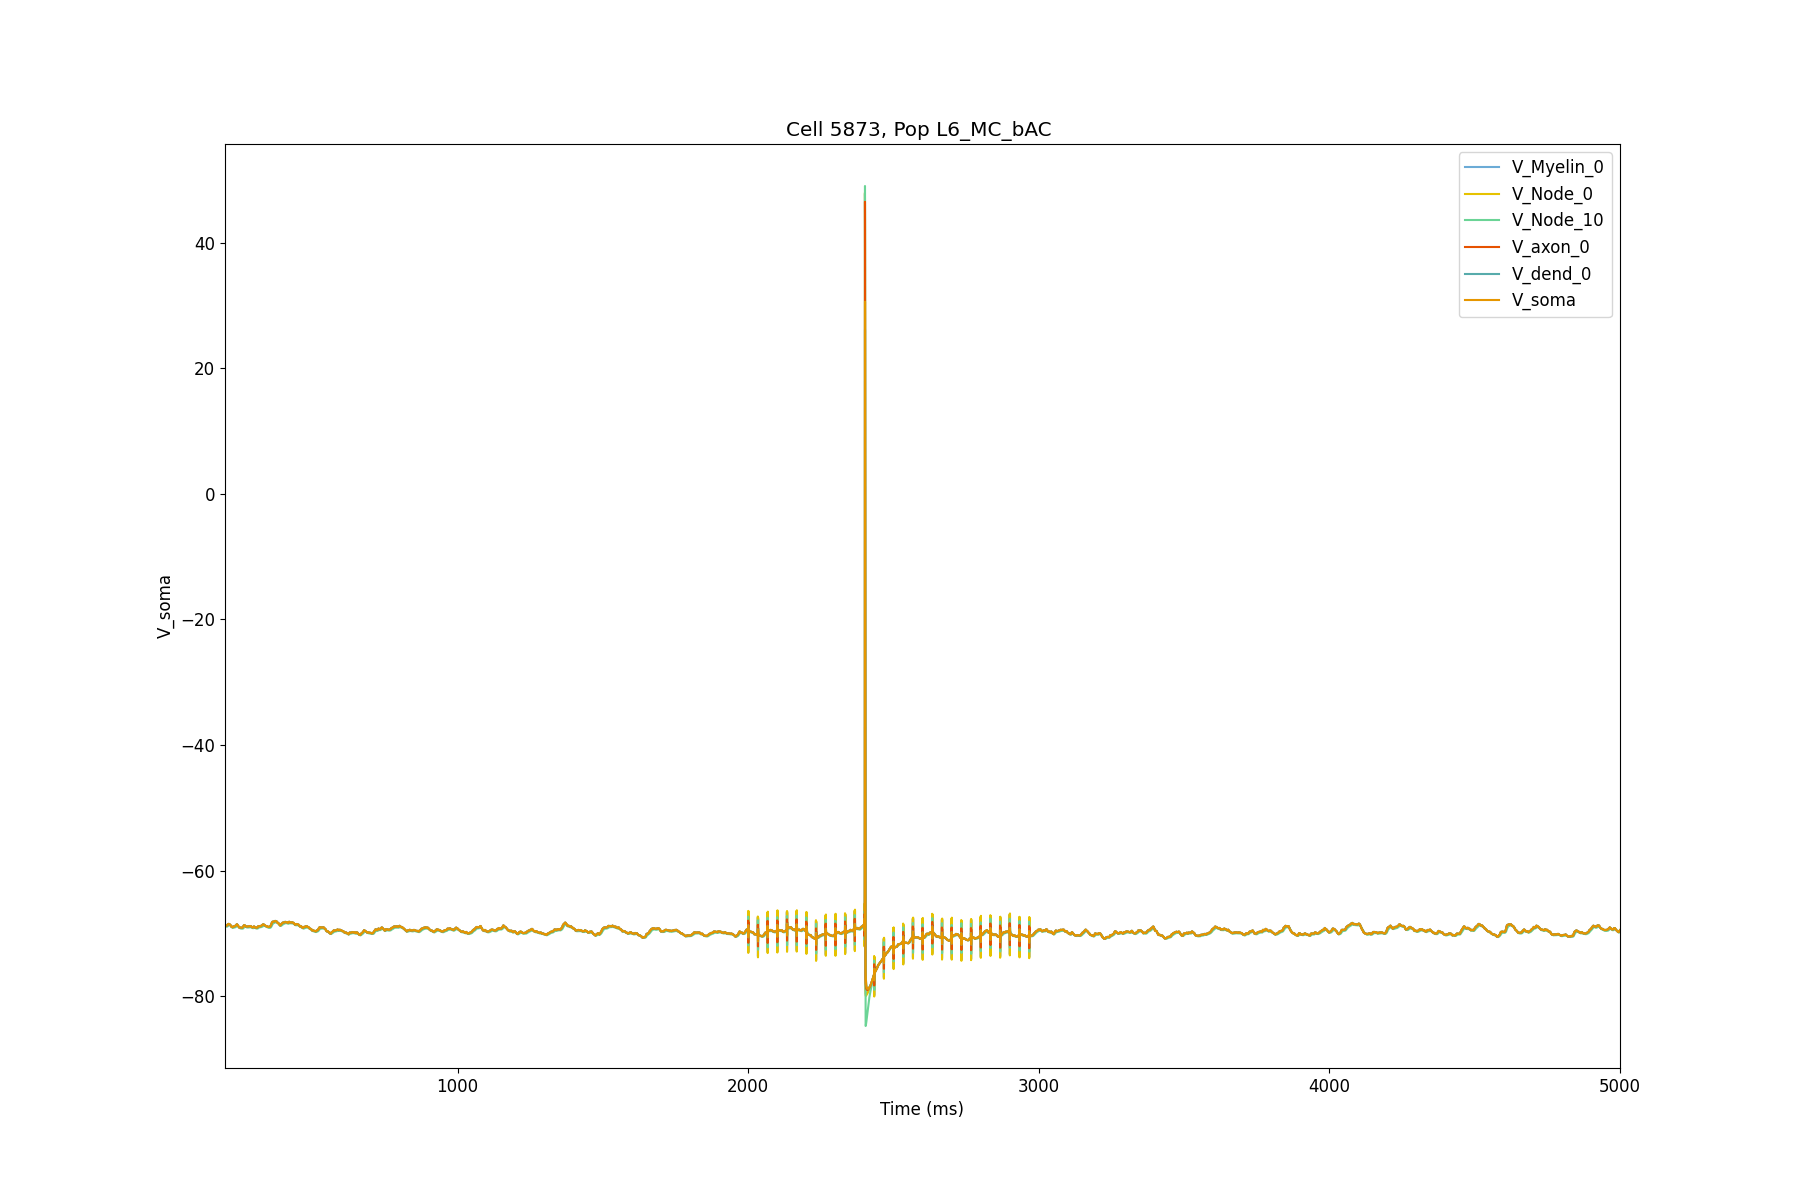 Cell 5873, Pop L6_MC_bAC
V_Myelin_0
V_Node_0
V_Node_10
V_axon_0
V_dend_0
V_soma
40
20
0
−20
−40
−60
−80
V_soma
1000
2000
3000
4000
5000
Time (ms)